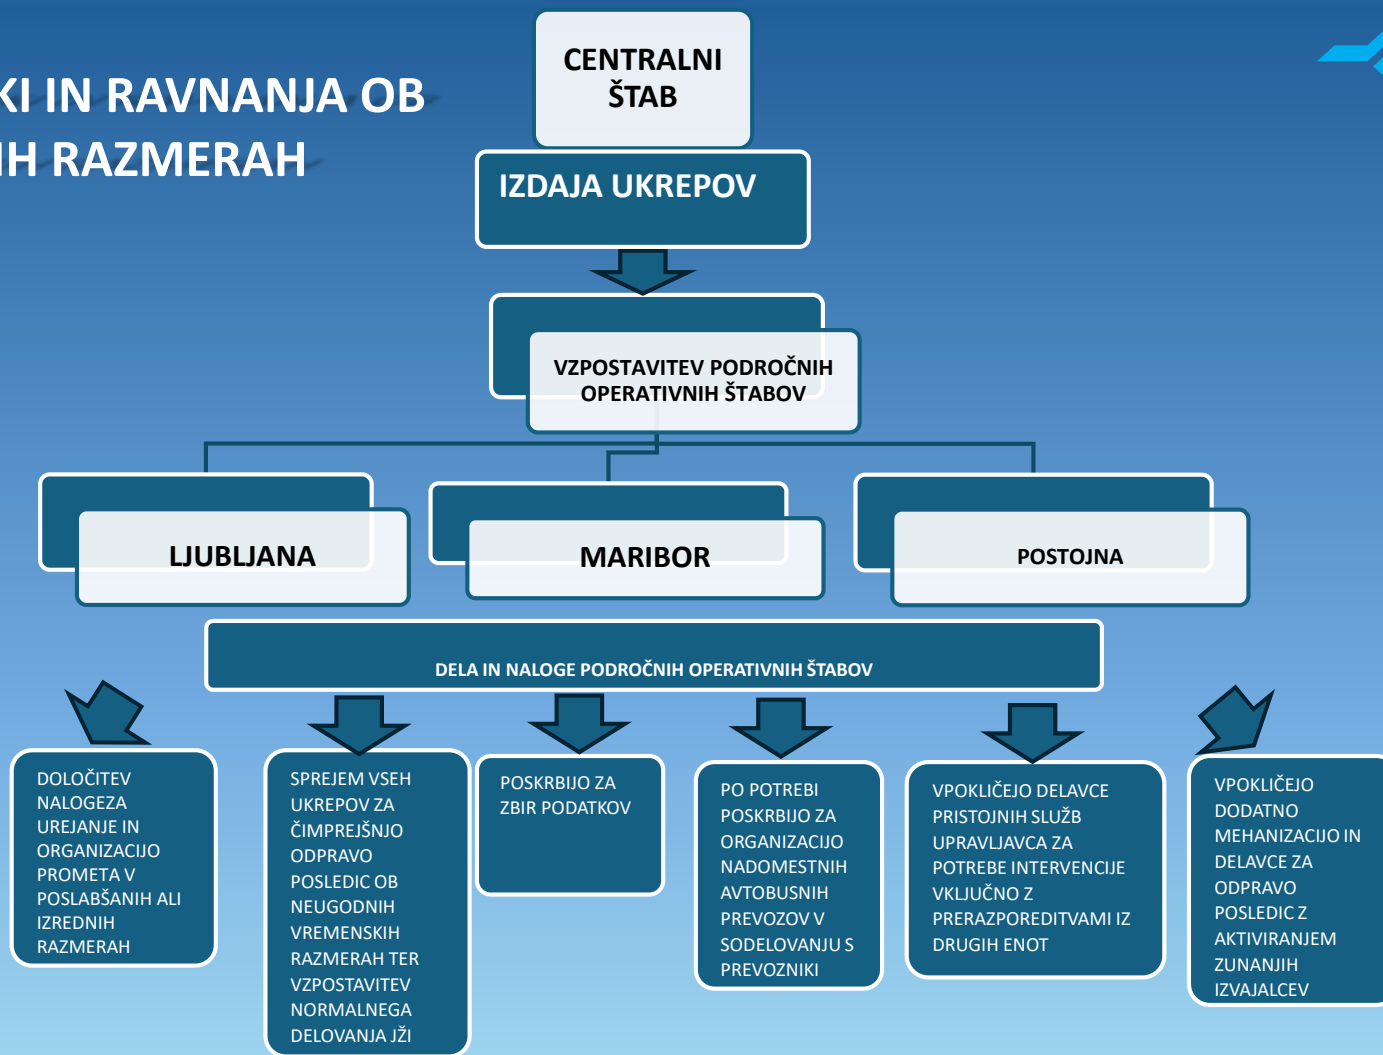 KI IN RAVNANJA OB
IH RAZMERAH
CENTRALNI
ŠTAB
IZDAJA UKREPOV
VZPOSTAVITEV PODROČNIH
OPERATIVNIH ŠTABOV
LJUBLJANA
MARIBOR
POSTOJNA
DELA IN NALOGE PODROČNIH OPERATIVNIH ŠTABOV
DOLOČITEV
NALOGEZA
UREJANJE IN
ORGANIZACIJO
PROMETA V
POSLABŠANIH ALI
IZREDNIH
RAZMERAH
SPREJEM VSEH
UKREPOV ZA
ČIMPREJŠNJO
ODPRAVO
POSLEDIC OB
NEUGODNIH
VREMENSKIH
RAZMERAH TER
VZPOSTAVITEV
NORMALNEGA
DELOVANJA JŽI
POSKRBIJO ZA
ZBIR PODATKOV
PO POTREBI
POSKRBIJO ZA
ORGANIZACIJO
NADOMESTNIH
AVTOBUSNIH
PREVOZOV V
SODELOVANJU S
PREVOZNIKI
VPOKLIČEJO DELAVCE
PRISTOJNIH SLUŽB
UPRAVLJAVCA ZA
POTREBE INTERVENCIJE
VKLJUČNO Z
PRERAZPOREDITVAMI IZ
DRUGIH ENOT
VPOKLIČEJO
DODATNO
MEHANIZACIJO IN
DELAVCE ZA
ODPRAVO
POSLEDIC Z
AKTIVIRANJEM
ZUNANJIH
IZVAJALCEV